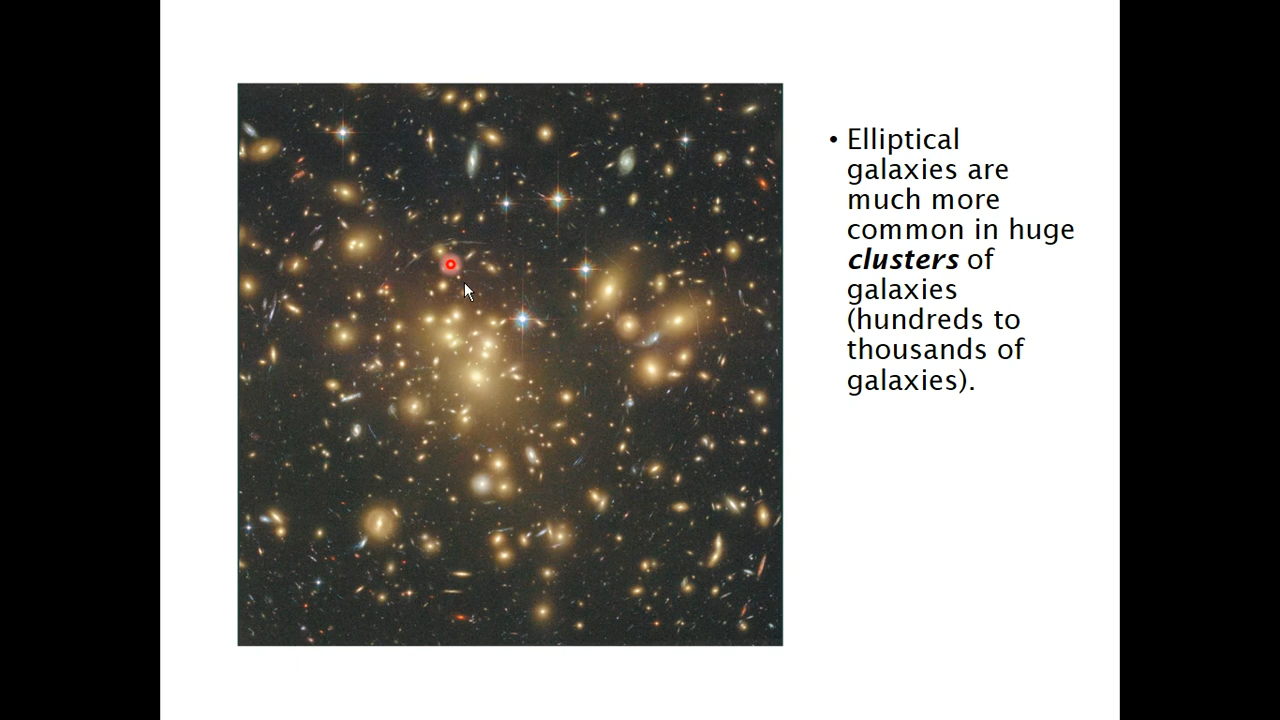 • Elliptical
galaxies are
much more
common in huge
clusters of
galaxies
(hundreds to
thousands of
galaxies).